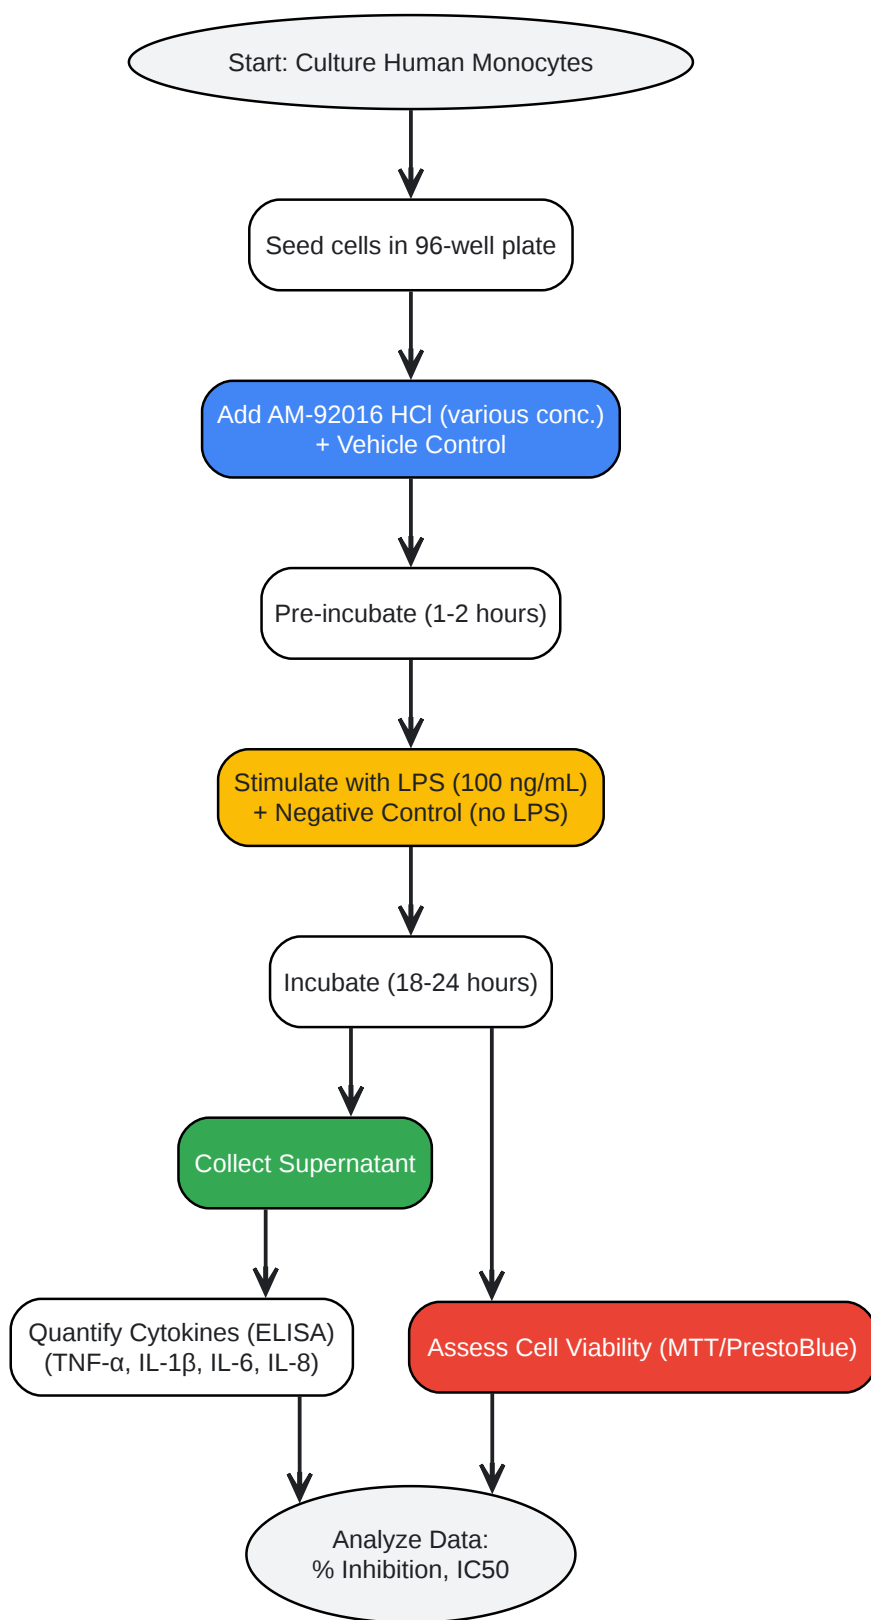 Start: Culture Human Monocytes
Seed cells in 96-well plate
Add AM-92016 HCl (various conc.)
+ Vehicle Control
Pre-incubate (1-2 hours)
Stimulate with LPS (100 ng/mL)
+ Negative Control (no LPS)
Incubate (18-24 hours)
Collect Supernatant
Quantify Cytokines (ELISA)
(TNF-α, IL-1β, IL-6, IL-8)
Assess Cell Viability (MTT/PrestoBlue)
Analyze Data:
% Inhibition, IC50